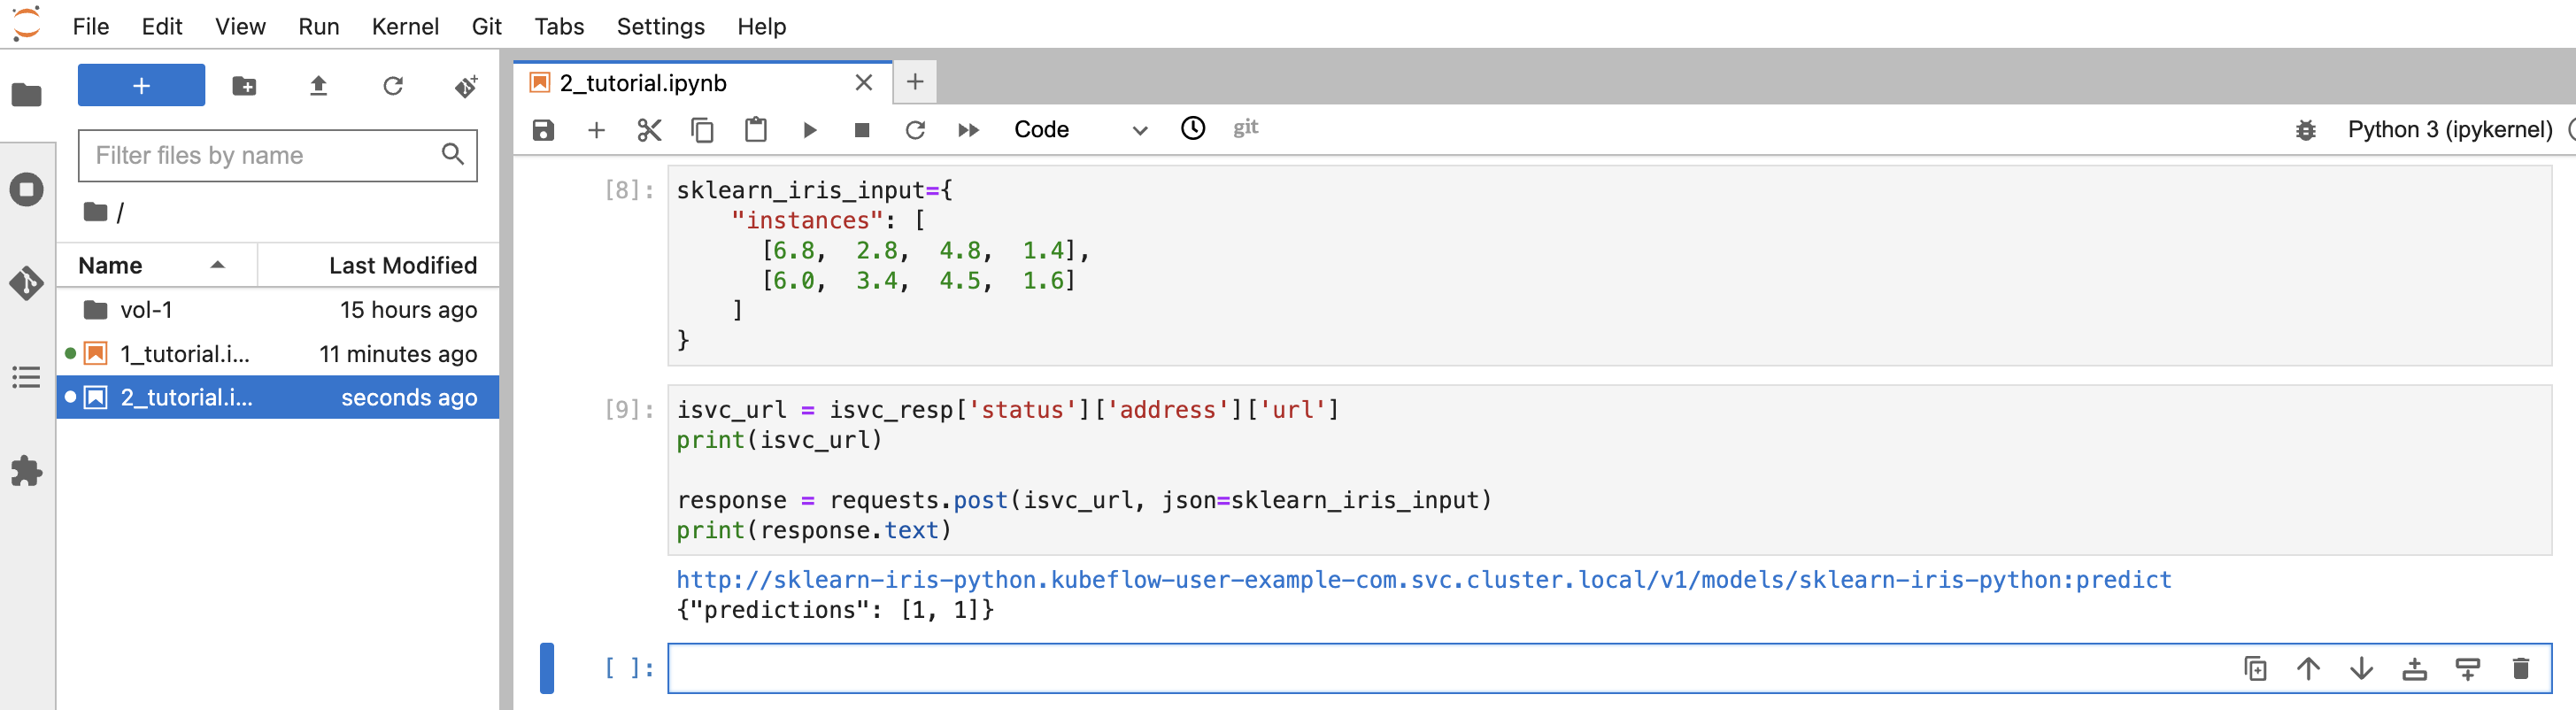 File Edit View Run Kernel Git Tabs Settings Help
2_tutorial.ipynb
Filter files by name
/
Name Last Modified
vol-1 15 hours ago
1_tutorial.i... 11 minutes ago
2_tutorial.i... seconds ago
Code git Python 3 (ipykernel)
[8]: sklearn_iris_input={
"instances": [
[6.8, 2.8, 4.8, 1.4],
[6.0, 3.4, 4.5, 1.6]
]
}
[9]: isvc_url = isvc_resp['status']['address']['url']
print(isvc_url)
response = requests.post(isvc_url, json=sklearn_iris_input)
print(response.text)
http://sklearn-iris-python.kubeflow-user-example-com.svc.cluster.local/v1/models/sklearn-iris-python:predict
{"predictions": [1, 1]}
[ ]: